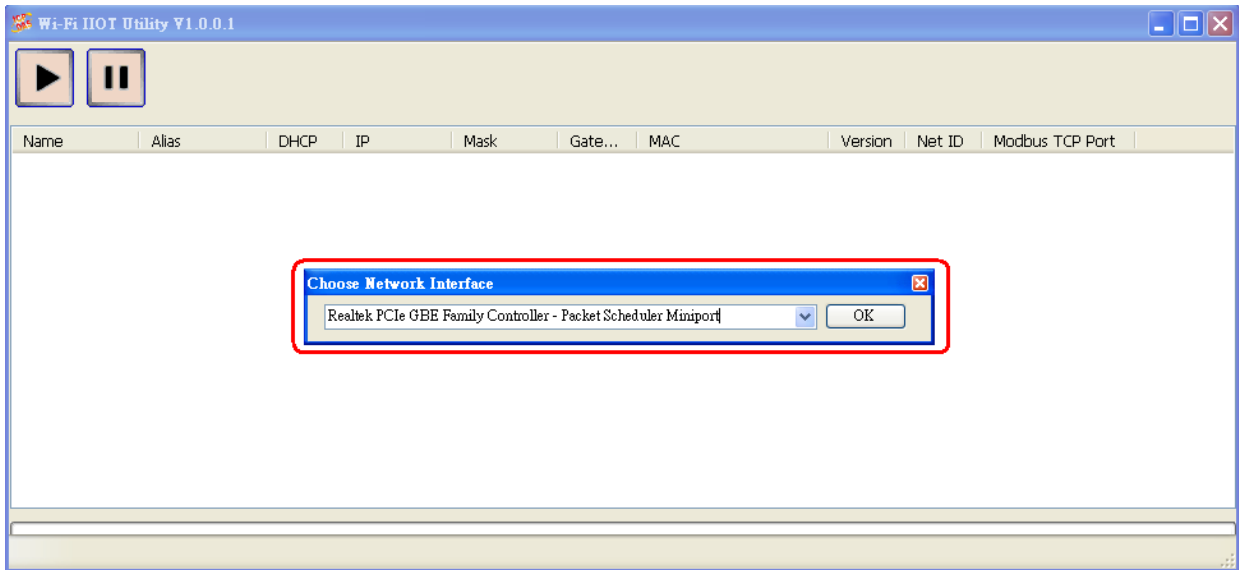 Wi-Fi IIOT Utility V1.0.0.1
Name Alias DHCP IP Mask Gate... MAC Version Net ID Modbus TCP Port
Choose Network Interface
Realtek PCIe GBE Family Controller - Packet Scheduler Miniport OK